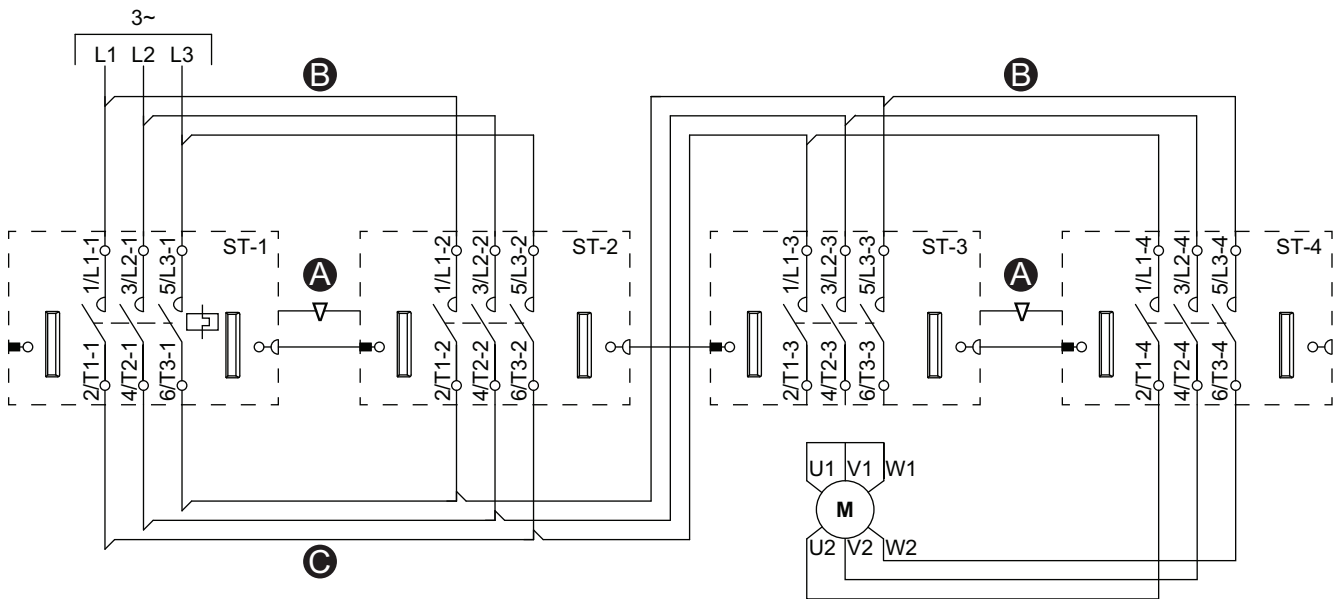 3~
L1 L2 L3
B
B
ST-1
ST-2
ST-3
ST-4
1/L1-1
3/L2-1
5/L3-1
1/L1-2
3/L2-2
5/L3-2
1/L1-3
3/L2-3
5/L3-3
1/L1-4
3/L2-4
5/L3-4
A
A
2/T1-1
4/T2-1
6/T3-1
2/T1-2
4/T2-2
6/T3-2
2/T1-3
4/T2-3
6/T3-3
2/T1-4
4/T2-4
6/T3-4
U1 V1 W1
M
U2 V2 W2
C